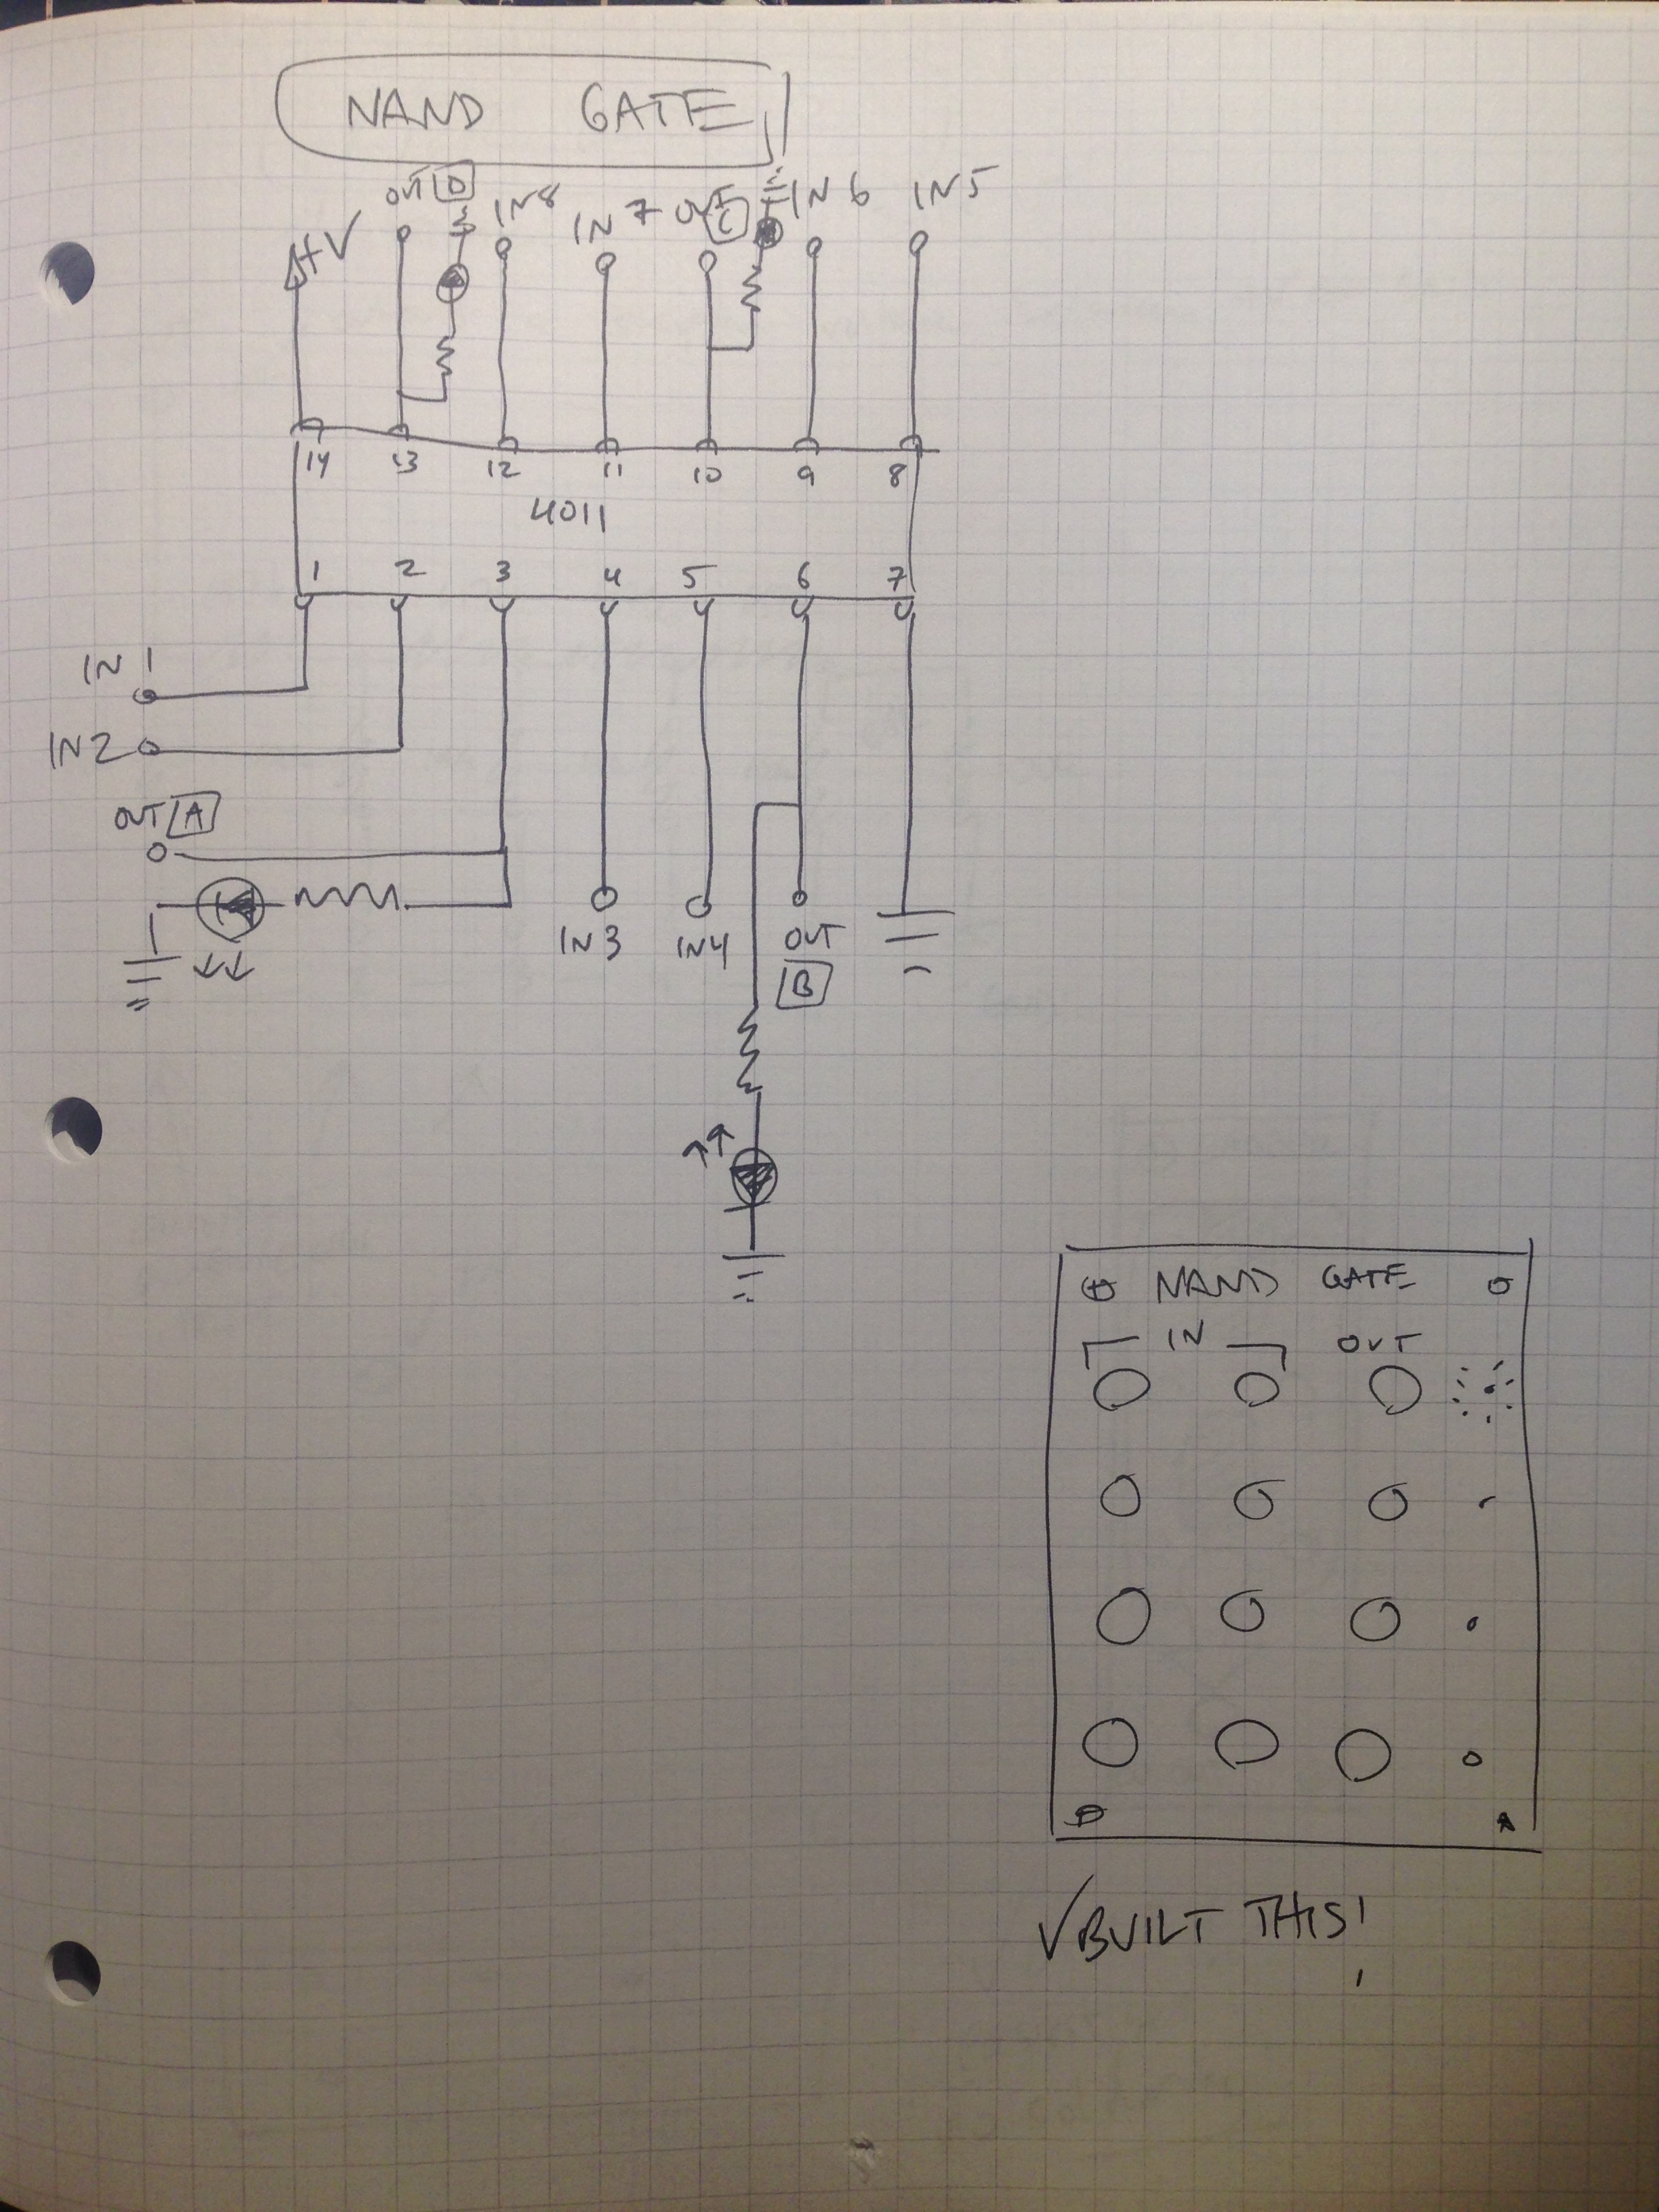 NAND GATE
OUT D IN8 IN 7 OUT C IN 6 IN 5
+V
14 13 12 11 10 9 8
4011
1 2 3 4 5 6 7
IN 1
IN 2
OUT A
IN 3 IN 4 OUT
B
NAND GATE
IN OUT
✓BUILT THIS!